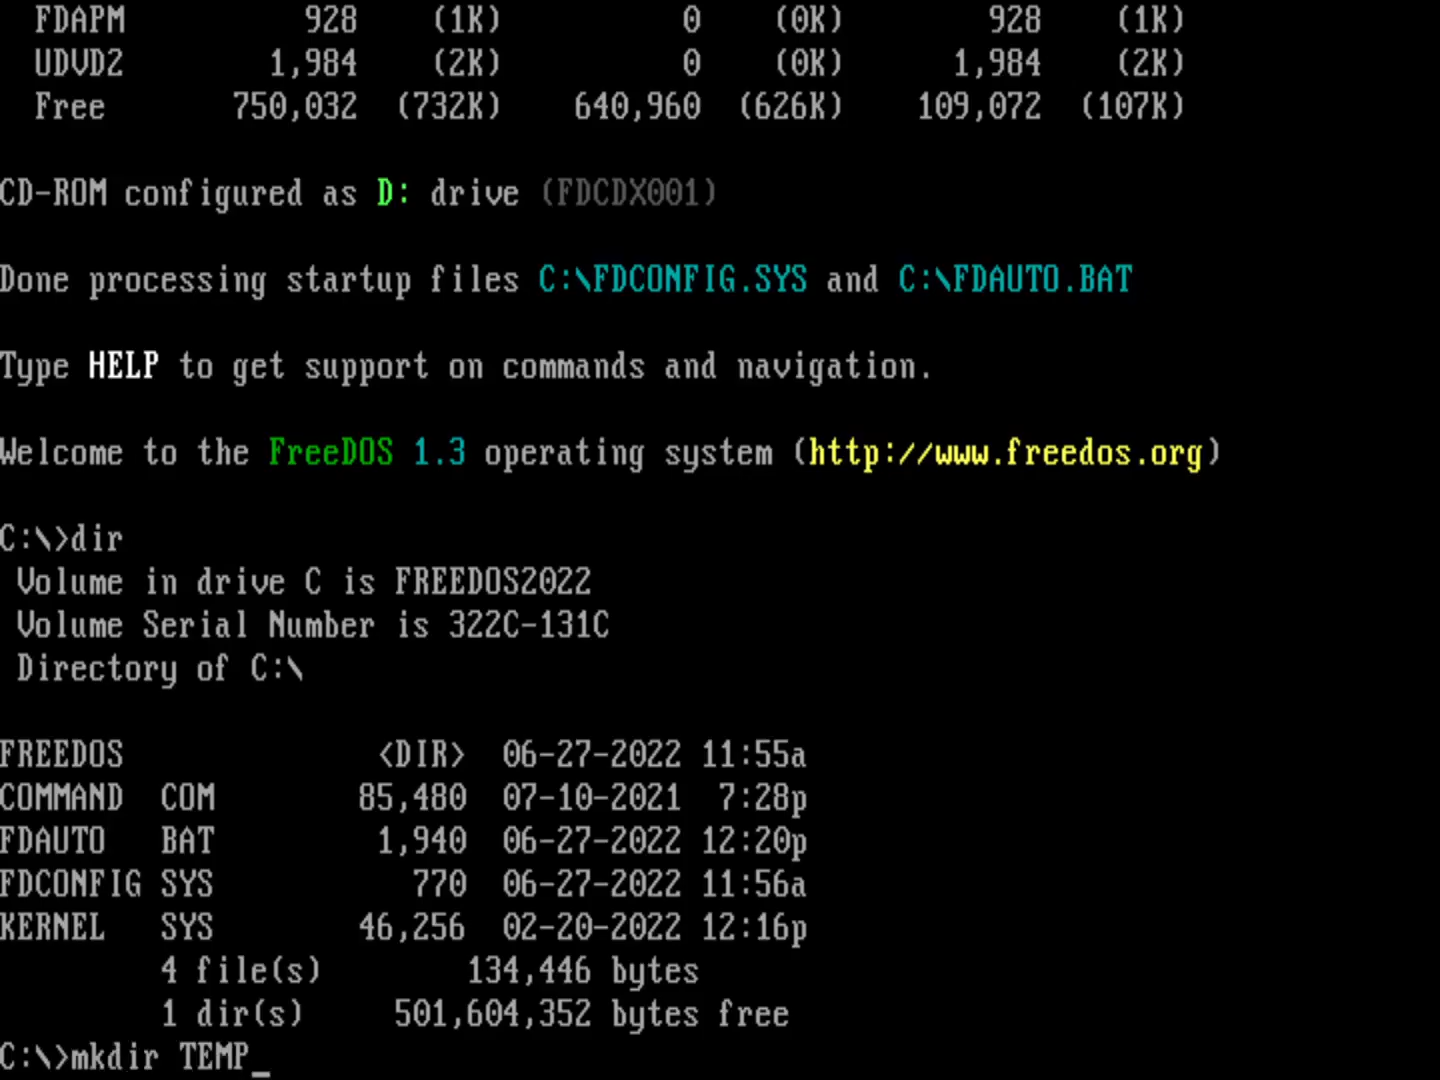 FDAPM 928 (1K) 0 (0K) 928 (1K)
UDVD2 1,984 (2K) 0 (0K) 1,984 (2K)
Free 750,032 (732K) 640,960 (626K) 109,072 (107K)
CD-ROM configured as D: drive (FDCDX001)
Done processing startup files C:\FDCONFIG.SYS and C:\FDAUTO.BAT
Type HELP to get support on commands and navigation.
Welcome to the FreeDOS 1.3 operating system (http://www.freedos.org)
C:\>dir
Volume in drive C is FREEDOS2022
Volume Serial Number is 322C-131C
Directory of C:\
FREEDOS <DIR> 06-27-2022 11:55a
COMMAND COM 85,480 07-10-2021 7:28p
FDAUTO BAT 1,940 06-27-2022 12:20p
FDCONFIG SYS 770 06-27-2022 11:56a
KERNEL SYS 46,256 02-20-2022 12:16p
4 file(s) 134,446 bytes
1 dir(s) 501,604,352 bytes free
C:\>mkdir TEMP_